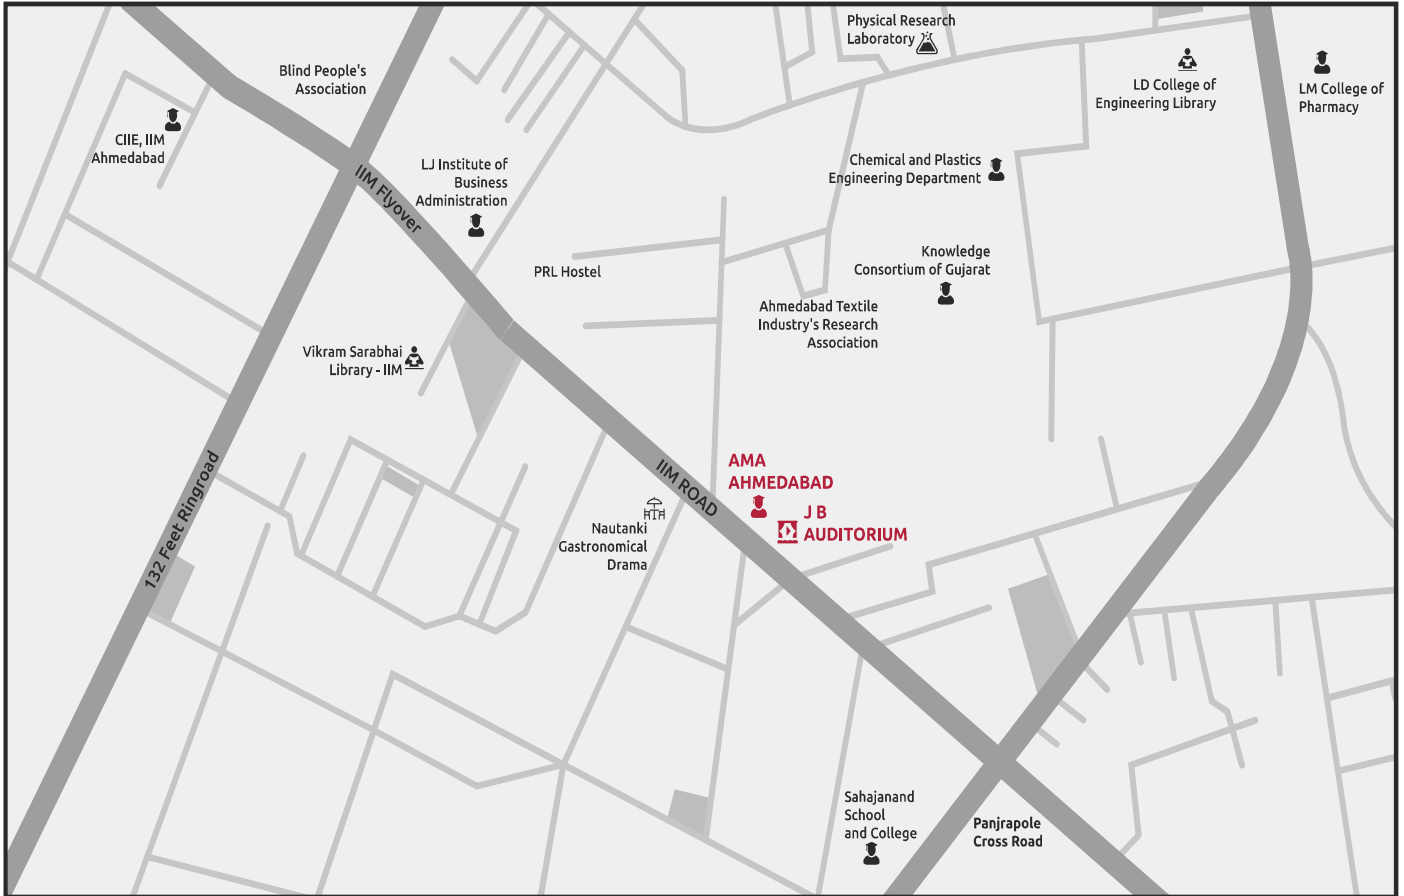 Physical Research
Laboratory
Blind People's
Association
LD College of
Engineering Library
LM College of
Pharmacy
CIIE, IIM
Ahmedabad
LJ Institute of
Business
Administration
IIM Flyover
Chemical and Plastics
Engineering Department
PRL Hostel
Knowledge
Consortium of Gujarat
Ahmedabad Textile
Industry's Research
Association
Vikram Sarabhai
Library - IIM
132 Feet Ringroad
IIM ROAD
AMA
AHMEDABAD
J B
AUDITORIUM
Nautanki
Gastronomical
Drama
Sahajanand
School
and College
Panjrapole
Cross Road